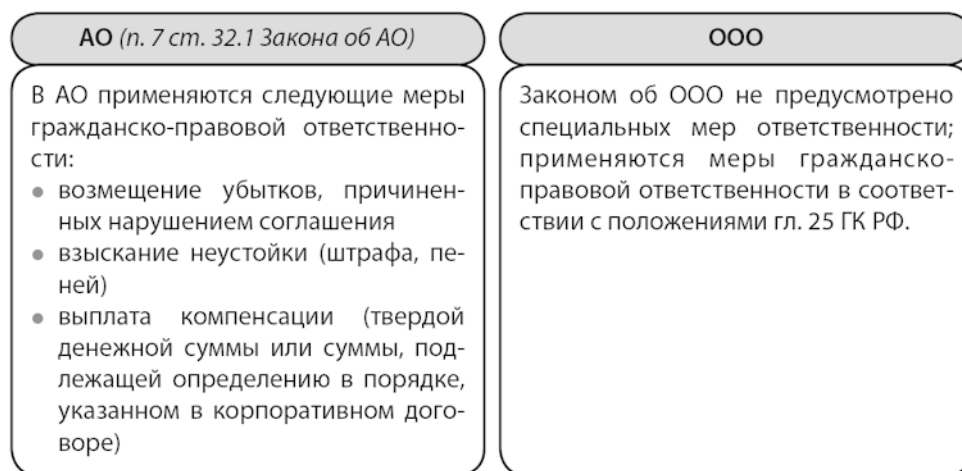 АО (п. 7 ст. 32.1 Закона об АО)
В АО применяются следующие меры
гражданско-правовой ответственно-
сти:
● возмещение убытков, причинен-
ных нарушением соглашения
● взыскание неустойки (штрафа, пе-
ней)
● выплата компенсации (твердой
денежной суммы или суммы, под-
лежащей определению в порядке,
указанном в корпоративном дого-
воре)
ООО
Законом об ООО не предусмотрено
специальных мер ответственности;
применяются меры гражданско-
правовой ответственности в соответ-
ствии с положениями гл. 25 ГК РФ.